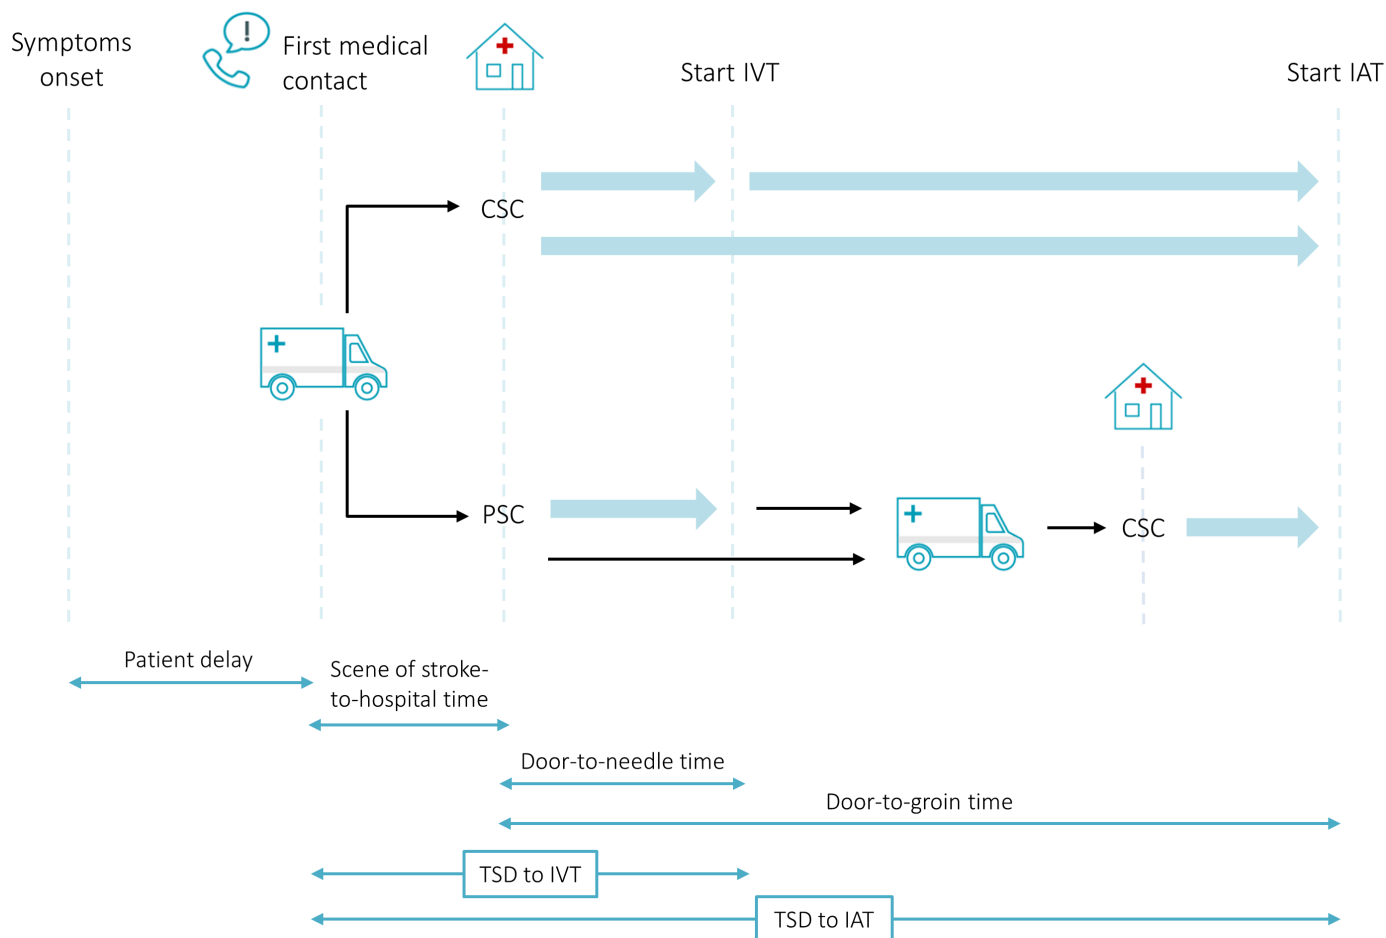 Symptoms
onset
!
First medical
contact
Start IVT
Start IAT
CSC
PSC
CSC
Patient delay
Scene of stroke-
to-hospital time
Door-to-needle time
Door-to-groin time
TSD to IVT
TSD to IAT